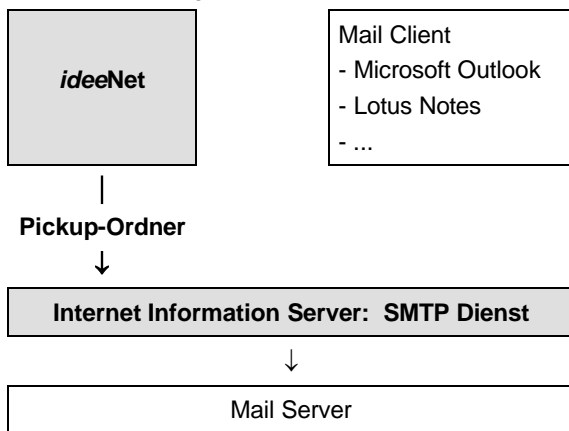 ideeNet
Mail Client
- Microsoft Outlook
- Lotus Notes
- ...
Pickup-Ordner
Internet Information Server: SMTP Dienst
Mail Server